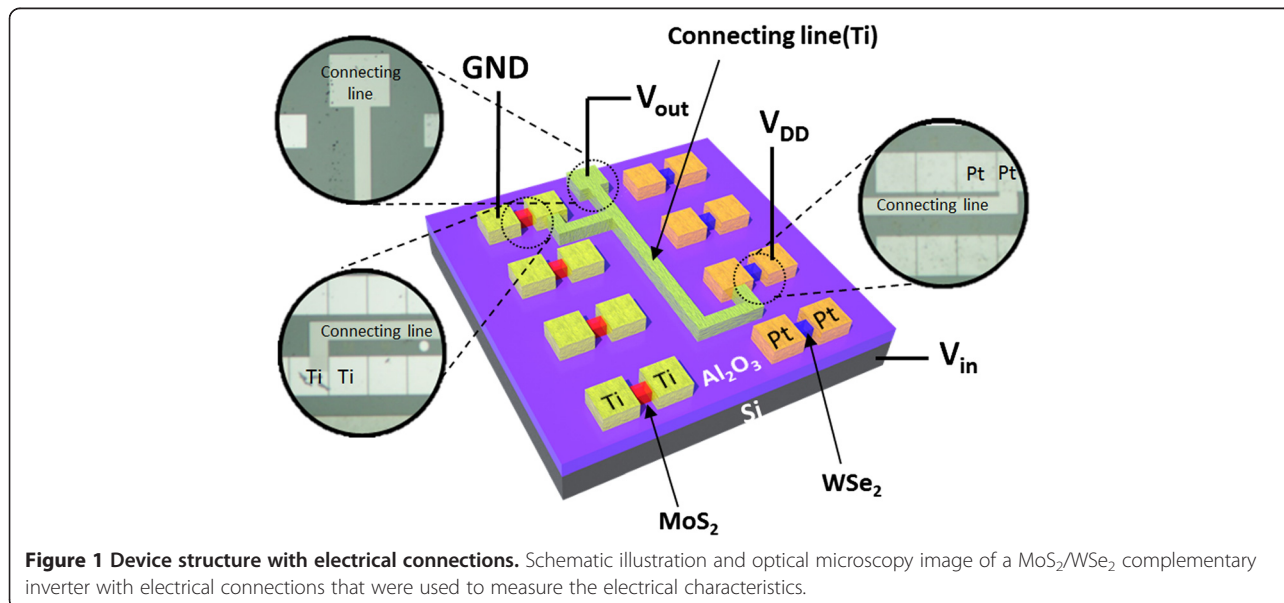 Connecting line(Ti)
Connecting
line
GND
V_out
V_DD
Pt Pt
Connecting line
Connecting line
Ti Ti
Pt Pt
Al₂O₃
V_in
Ti Ti
Si
WSe₂
MoS₂
Figure 1 Device structure with electrical connections. Schematic illustration and optical microscopy image of a MoS₂/WSe₂ complementary
inverter with electrical connections that were used to measure the electrical characteristics.